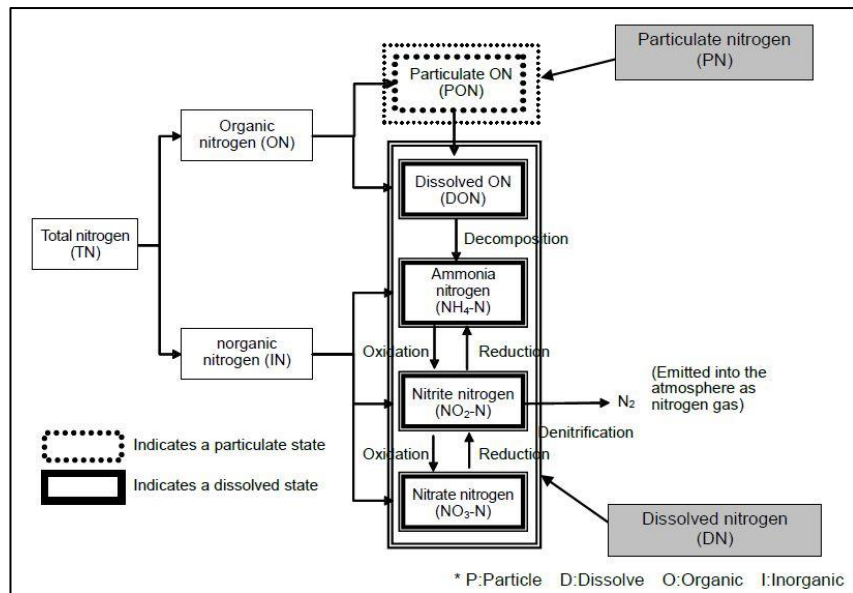 Particulate nitrogen
(PN)
Particulate ON
(PON)
Organic
nitrogen (ON)
Dissolved ON
(DON)
Total nitrogen
(TN)
Decomposition
Ammonia
nitrogen
(NH₄-N)
norganic
nitrogen (IN)
Oxidation
Reduction
Nitrite nitrogen
(NO₂-N)
N₂
(Emitted into the
atmosphere as
nitrogen gas)
Denitrification
Indicates a particulate state
Oxidation
Reduction
Indicates a dissolved state
Nitrate nitrogen
(NO₃-N)
Dissolved nitrogen
(DN)
* P:Particle D:Dissolve O:Organic I:Inorganic